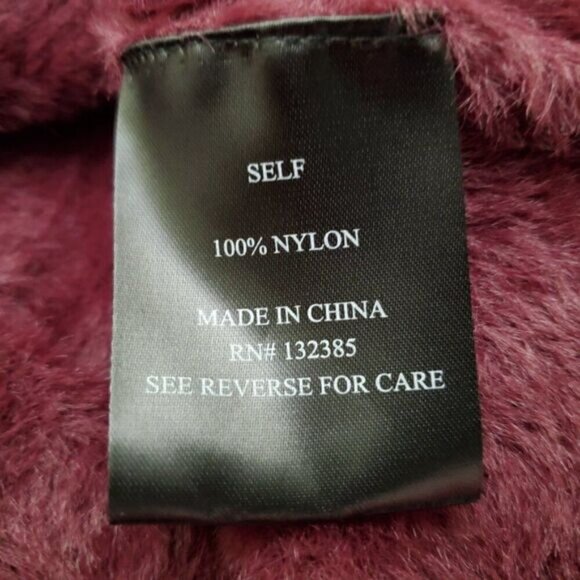 SELF
100% NYLON
MADE IN CHINA
RN# 132385
SEE REVERSE FOR CARE